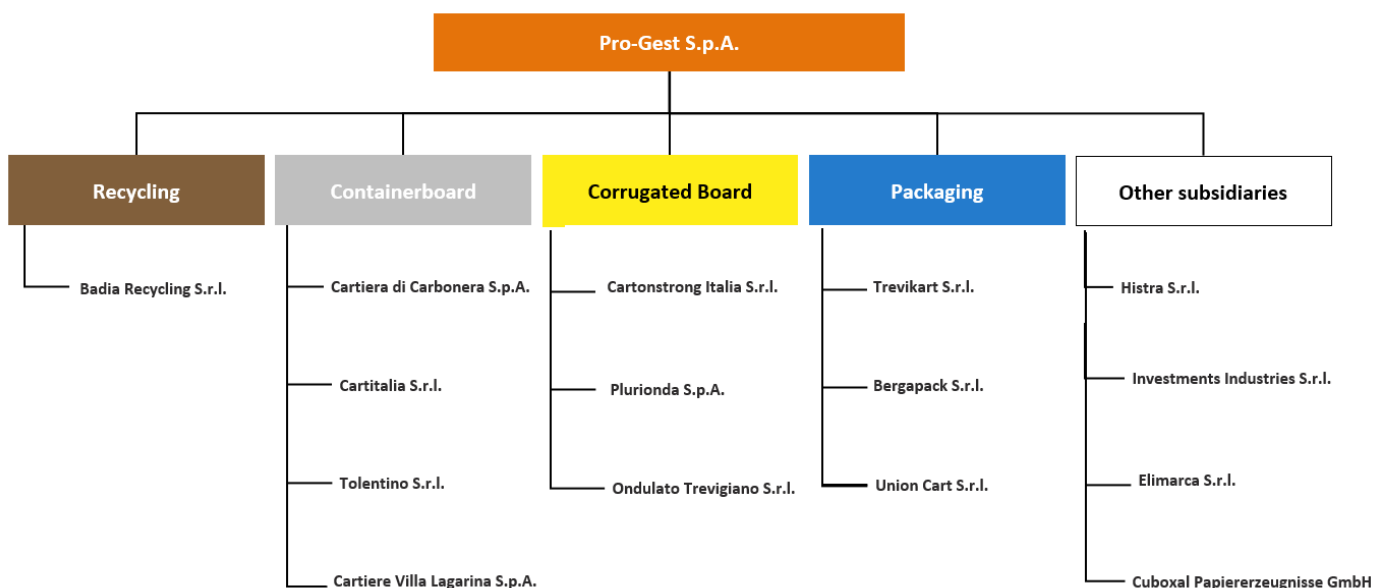 Pro-Gest S.p.A.
Recycling
Containerboard
Corrugated Board
Packaging
Other subsidiaries
Badia Recycling S.r.l.
Cartiera di Carbonera S.p.A.
Cartonstrong Italia S.r.l.
Trevikart S.r.l.
Histra S.r.l.
Cartitalia S.r.l.
Plurionda S.p.A.
Bergapack S.r.l.
Investments Industries S.r.l.
Tolentino S.r.l.
Ondulato Trevigiano S.r.l.
Union Cart S.r.l.
Elimarca S.r.l.
Cartiere Villa Lagarina S.p.A.
Cuboxal Papiererzeugnisse GmbH